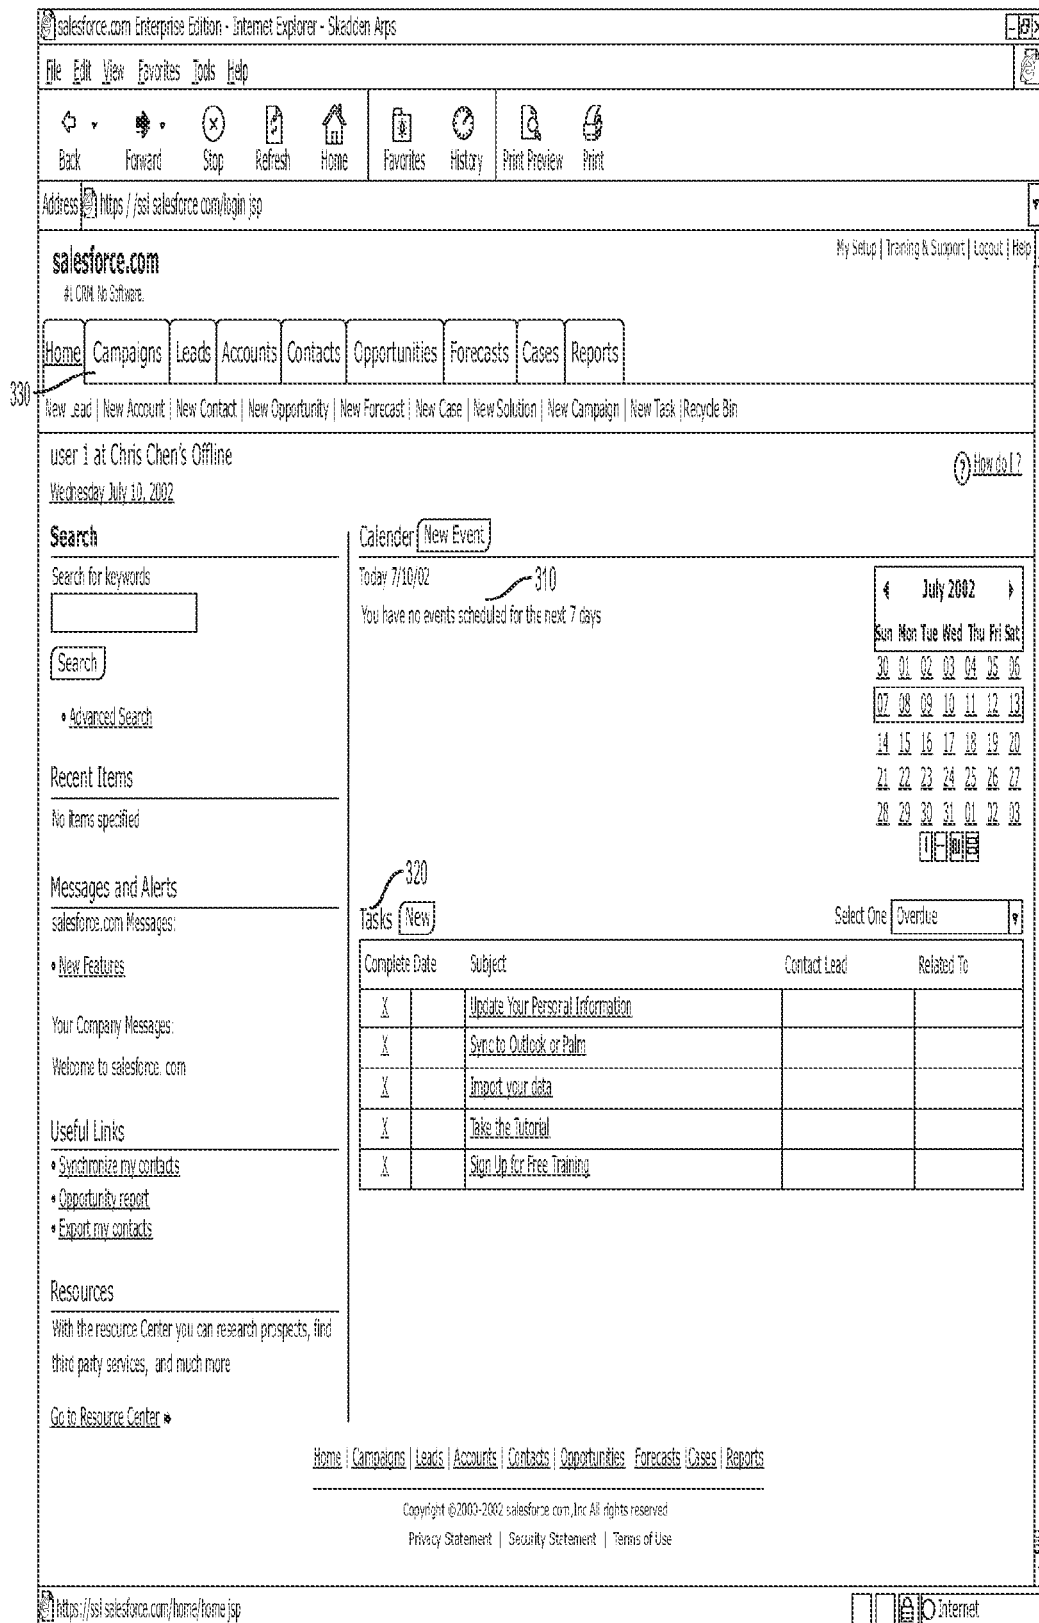 salesforce.com Enterprise Edition - Internet Explorer - Skadden Arps
File Edit View Favorites Tools Help
Back Forward Stop Refresh Home Favorites History Print Preview Print
Address https://ssl salesforce com/login jsp
My Setup | Training & Support | Logout | Help
salesforce.com
#1 CRM. No Software.
Home Campaigns Leads Accounts Contacts Opportunities Forecasts Cases Reports
330
New Lead | New Account | New Contact | New Opportunity | New Forecast | New Case | New Solution | New Campaign | New Task | Recycle Bin
user 1 at Chris Chen's Offline
Wednesday July 10, 2002
How do I ?
Search
Search for keywords
Search
• Advanced Search
Recent Items
No items specified
Messages and Alerts
salesforce.com Messages:
• New Features
Your Company Messages:
Welcome to salesforce. com
Useful Links
• Synchronize my contacts
• Opportunity report
• Export my contacts
Resources
With the resource Center you can research prospects, find
third party services, and much more
Go to Resource Center »
Calender New Event
Today 7/10/02
310
You have no events scheduled for the next 7 days
July 2002
Sun Mon Tue Wed Thu Fri Sat
30 01 02 03 04 05 06
07 08 09 10 11 12 13
14 15 16 17 18 19 20
21 22 23 24 25 26 27
28 29 30 31 01 02 03
320
Tasks New
Select One Overdue
Complete Date Subject Contact Lead Related To
X Update Your Personal Information
X Sync to Outlook or Palm
X Import your data
X Take the Tutorial
X Sign Up for Free Training
Home | Campaigns | Leads | Accounts | Contacts | Opportunities Forecasts | Cases | Reports
Copyright ©2000-2002 salesforce com, Inc All rights reserved
Privacy Statement | Security Statement | Terms of Use
https://ssl salesforce.com/home/home jsp
Internet